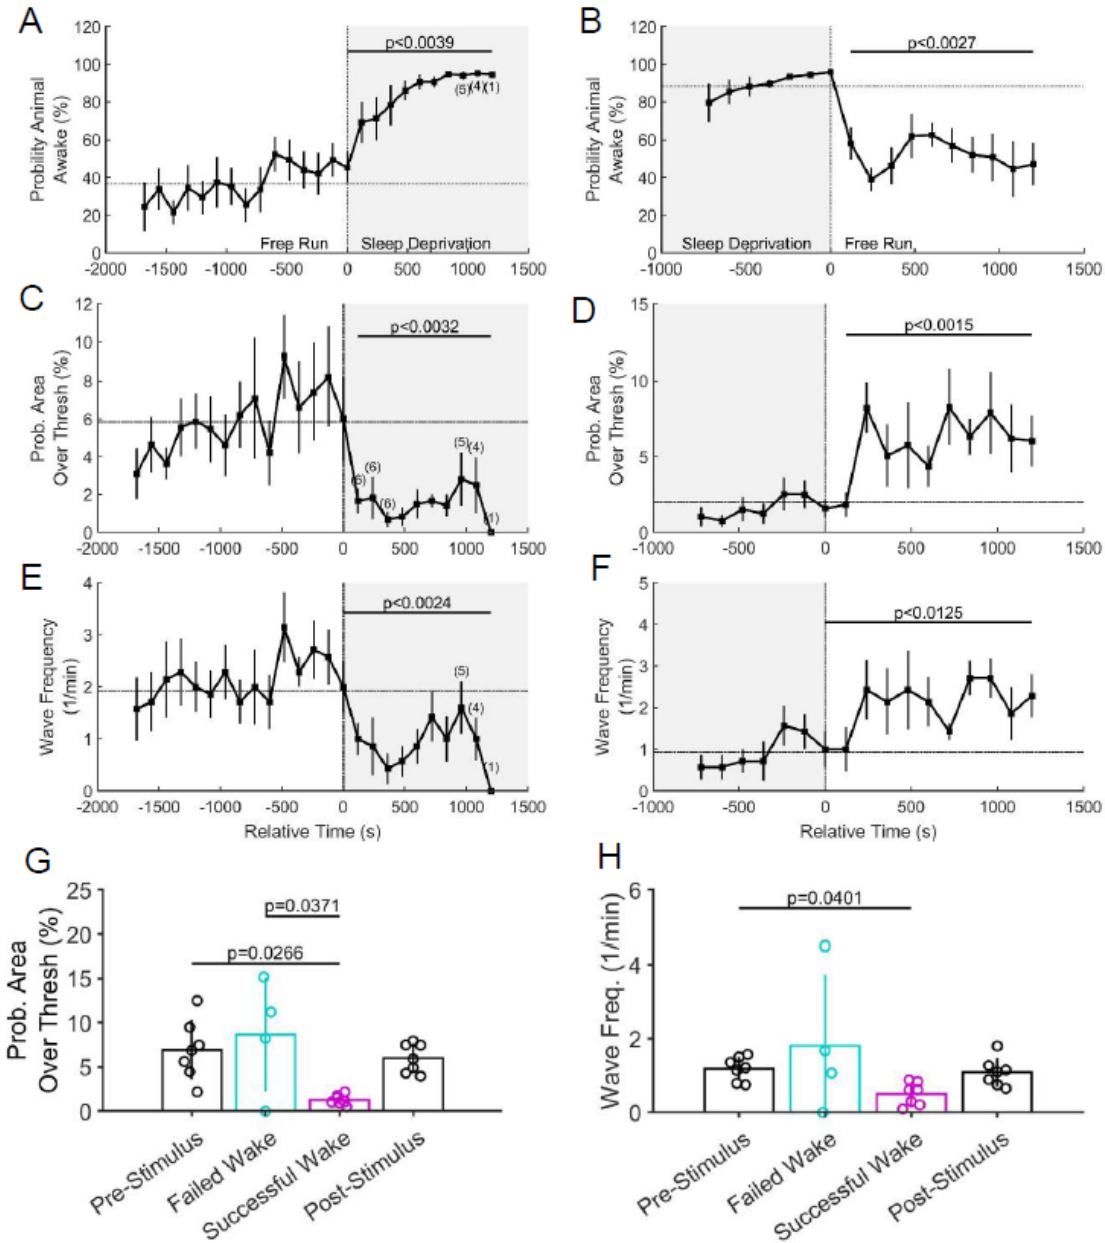 A
120
100
80
60
40
20
0
Probility Animal
Awake (%)
p<0.0039
(5)
(4)
(1)
Free Run
Sleep Deprivation
-2000
-1500
-1000
-500
0
500
1000
1500
B
120
100
80
60
40
20
0
Probility Animal
Awake (%)
p<0.0027
Sleep Deprivation
Free Run
-1000
-500
0
500
1000
1500
C
12
10
8
6
4
2
0
Prob. Area
Over Thresh (%)
p<0.0032
(6)
(6)
(6)
(5)
(4)
(1)
-2000
-1500
-1000
-500
0
500
1000
1500
D
15
10
5
0
Prob. Area
Over Thresh (%)
p<0.0015
-1000
-500
0
500
1000
1500
E
4
3
2
1
0
Wave Frequency
(1/min)
p<0.0024
(5)
(4)
(1)
-2000
-1500
-1000
-500
0
500
1000
1500
Relative Time (s)
F
5
4
3
2
1
0
Wave Frequency
(1/min)
p<0.0125
-1000
-500
0
500
1000
1500
Relative Time (s)
G
25
20
15
10
5
0
Prob. Area
Over Thresh (%)
p=0.0371
p=0.0266
Pre-Stimulus
Failed Wake
Successful Wake
Post-Stimulus
H
6
4
2
0
Wave Freq. (1/min)
p=0.0401
Pre-Stimulus
Failed Wake
Successful Wake
Post-Stimulus